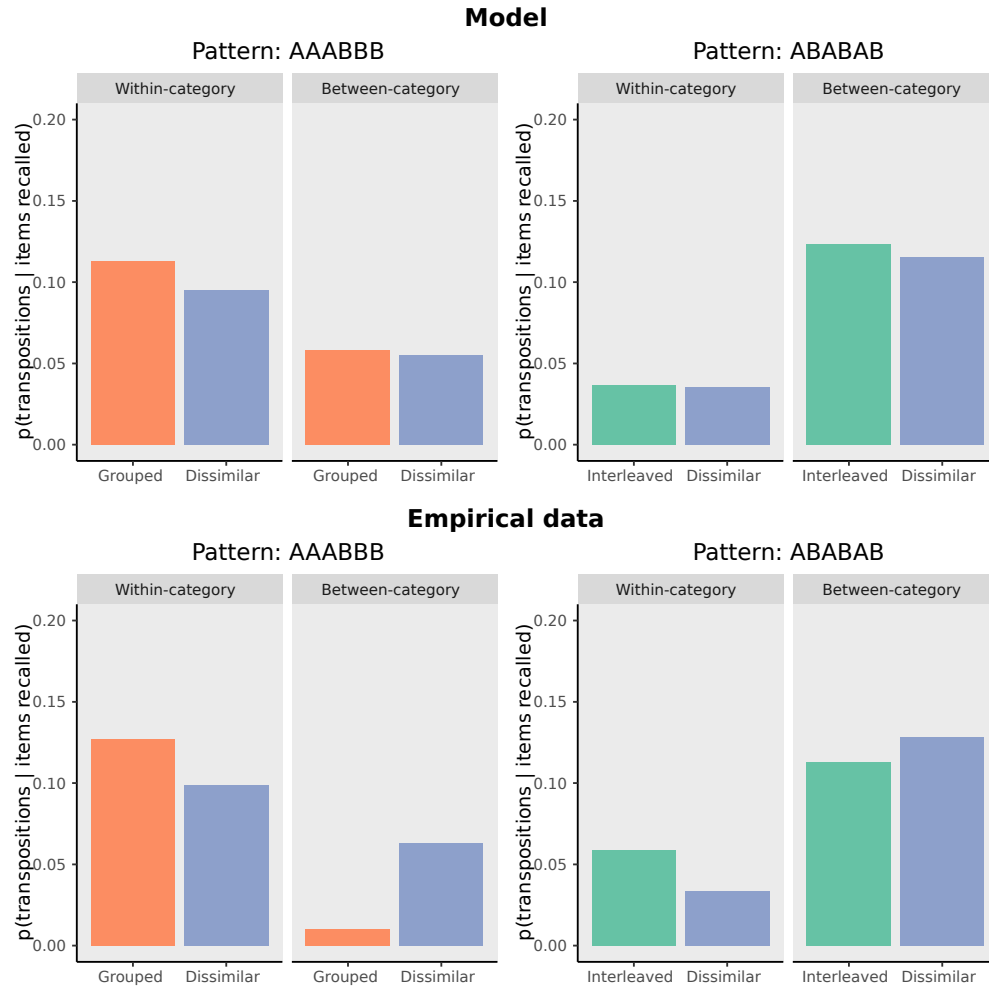 Model
Pattern: AAABBB
Pattern: ABABAB
Within-category
Between-category
Within-category
Between-category
p(transpositions | items recalled)
0.20
0.15
0.10
0.05
0.00
p(transpositions | items recalled)
0.20
0.15
0.10
0.05
0.00
Grouped
Dissimilar
Grouped
Dissimilar
Interleaved
Dissimilar
Interleaved
Dissimilar
Empirical data
Pattern: AAABBB
Pattern: ABABAB
Within-category
Between-category
Within-category
Between-category
p(transpositions | items recalled)
0.20
0.15
0.10
0.05
0.00
p(transpositions | items recalled)
0.20
0.15
0.10
0.05
0.00
Grouped
Dissimilar
Grouped
Dissimilar
Interleaved
Dissimilar
Interleaved
Dissimilar